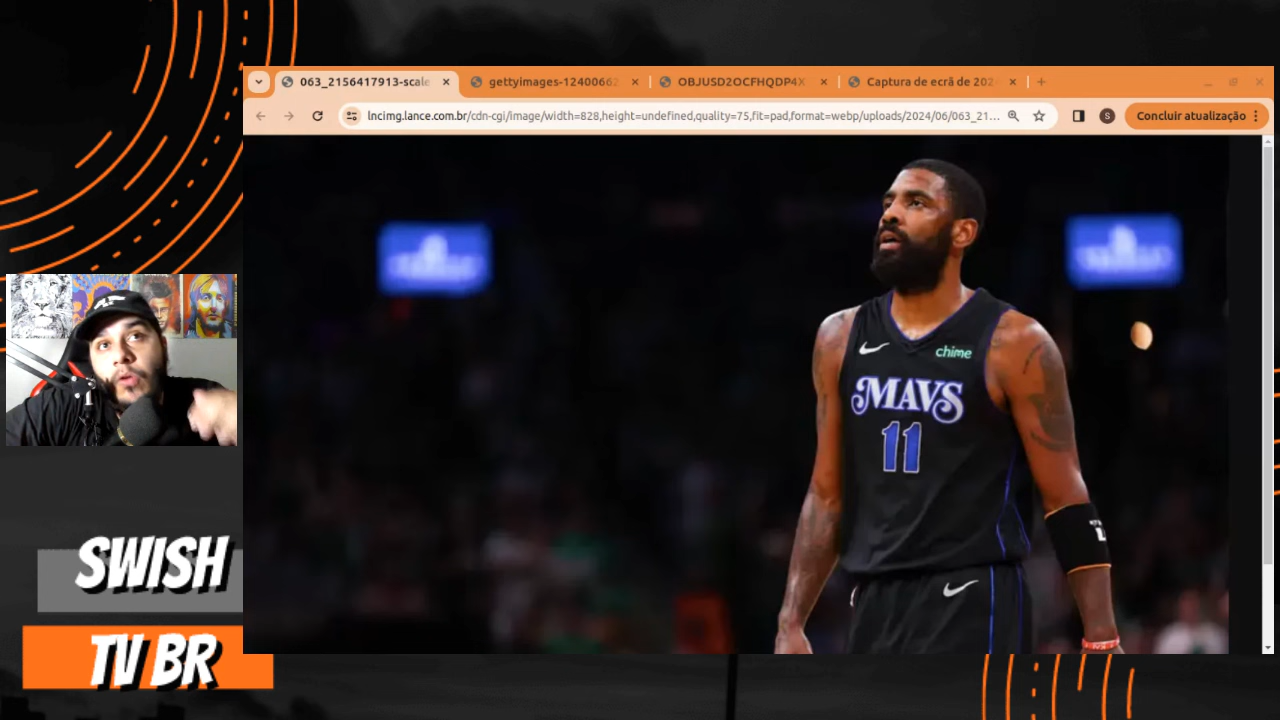 063_2156417913-scale
gettyimages-12400662
OBJUSD2OCFHQDP4X
Captura de ecrã de 202
lncimg.lance.com.br/cdn-cgi/image/width=828,height=undefined,quality=75,fit=pad,format=webp/uploads/2024/06/063_21...
S
Concluir atualização
chime
MAVS
11
SWISH
TV BR